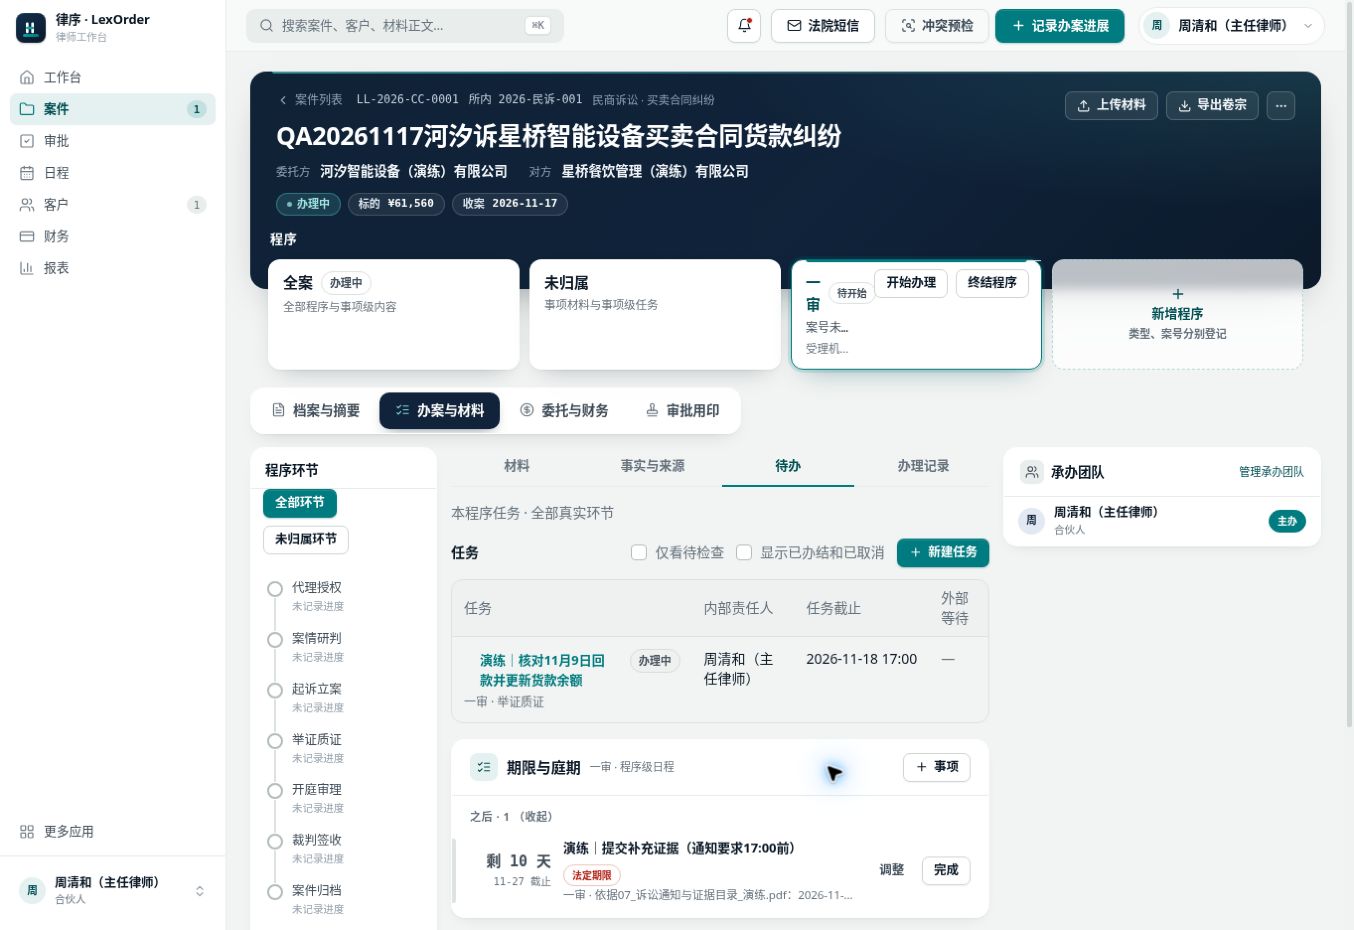 律序 · LexOrder
律师工作台
工作台
案件 1
审批
日程
客户 1
财务
报表
更多应用
周 周清和（主任律师）
合伙人
搜索案件、客户、材料正文... ⌘K
法院短信
冲突预检
+ 记录办案进展
周 周清和（主任律师）
案件列表 LL-2026-CC-0001 所内 2026-民诉-001 民商诉讼 · 买卖合同纠纷
上传材料
导出卷宗
···
QA20261117河汐诉星桥智能设备买卖合同货款纠纷
委托方 河汐智能设备（演练）有限公司 对方 星桥餐饮管理（演练）有限公司
办理中 标的 ¥61,560 收案 2026-11-17
程序
全案 办理中
全部程序与事项级内容
未归属
事项材料与事项级任务
一审 待开始 开始办理 终结程序
案号未...
受理机...
+
新增程序
类型、案号分别登记
档案与摘要 办案与材料 委托与财务 审批用印
程序环节
全部环节
未归属环节
代理授权
未记录进度
案情研判
未记录进度
起诉立案
未记录进度
举证质证
未记录进度
开庭审理
未记录进度
裁判签收
未记录进度
案件归档
未记录进度
材料 事实与来源 待办 办理记录
本程序任务 · 全部真实环节
任务 仅看待检查 显示已办结和已取消 + 新建任务
任务 内部责任人 任务截止 外部等待
演练｜核对11月9日回款并更新货款余额 办理中 周清和（主任律师） 2026-11-18 17:00 —
一审 · 举证质证
期限与庭期 一审 · 程序级日程 + 事项
之后 · 1 （收起）
剩 10 天
11-27 截止
演练｜提交补充证据（通知要求17:00前）
法定期限
一审 · 依据07_诉讼通知与证据目录_演练.pdf：2026-11-...
调整 完成
承办团队 管理承办团队
周 周清和（主任律师）
合伙人
主办